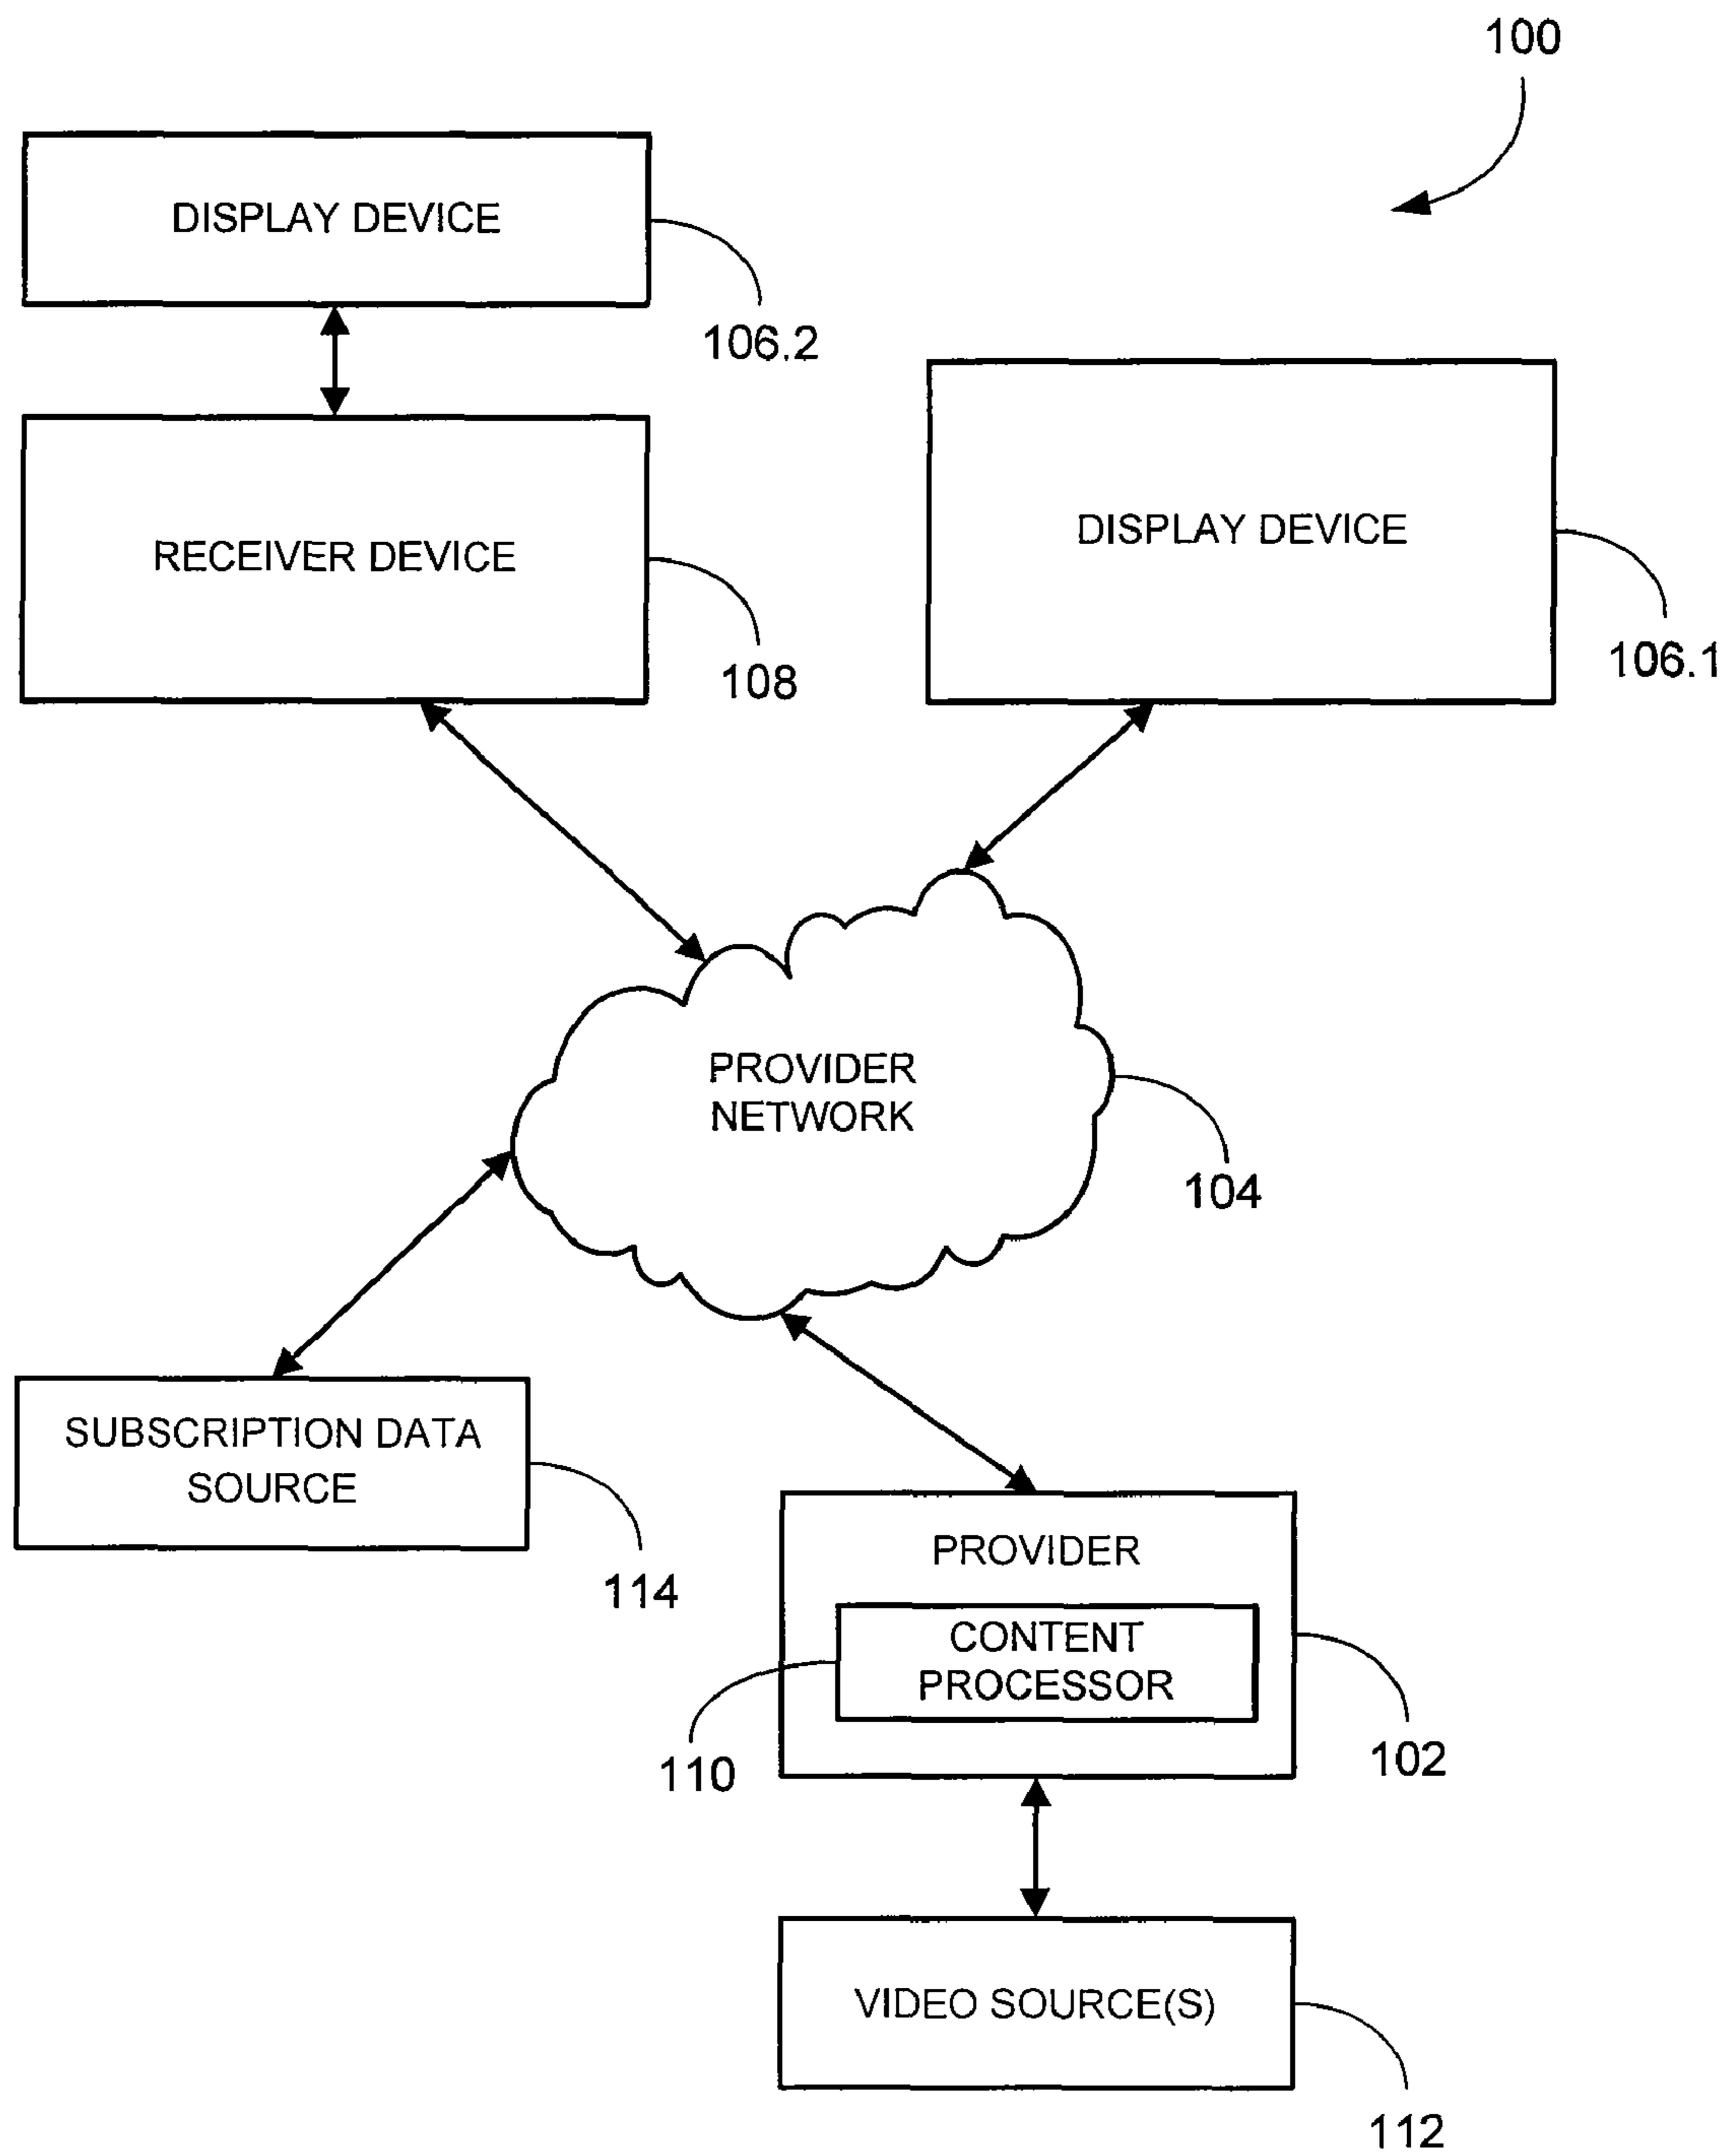 100
DISPLAY DEVICE
106.2
RECEIVER DEVICE
108
DISPLAY DEVICE
106.1
PROVIDER
NETWORK
104
SUBSCRIPTION DATA
SOURCE
114
PROVIDER
CONTENT
PROCESSOR
110
102
VIDEO SOURCE(S)
112